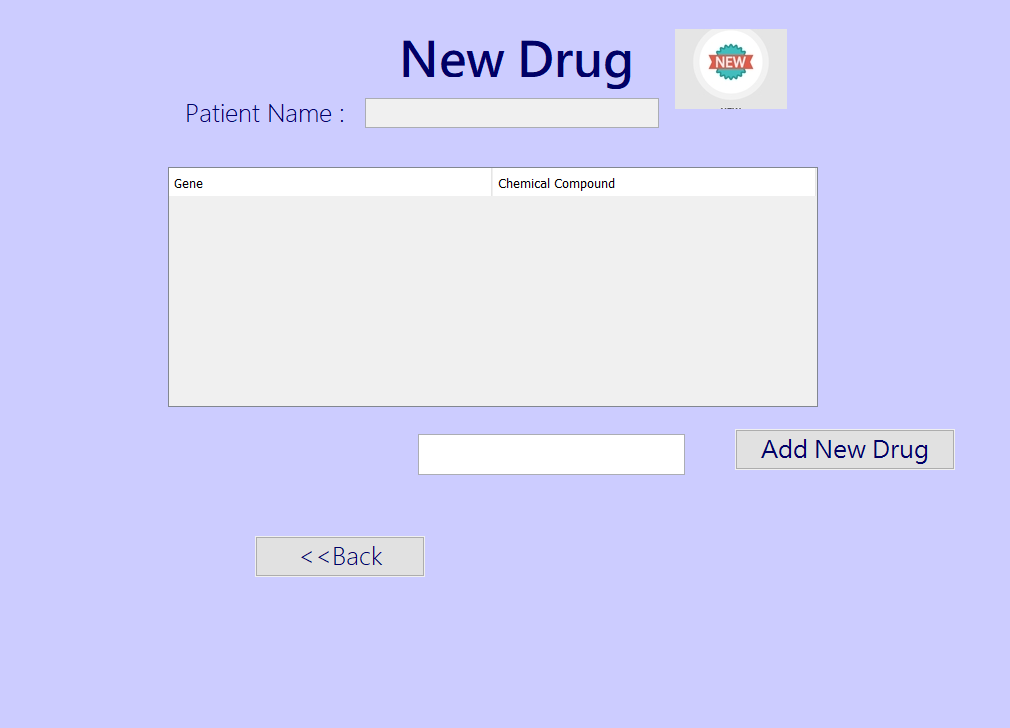 New Drug
NEW
Patient Name :
Gene
Chemical Compound
Add New Drug
<<Back